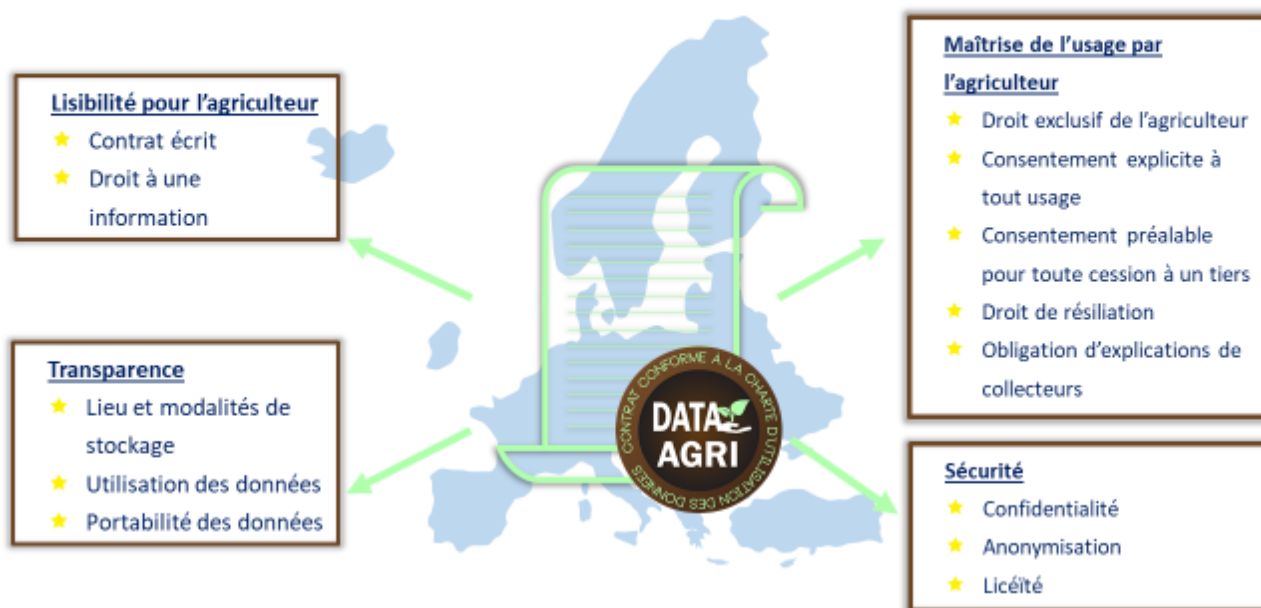 Lisibilité pour l'agriculteur
Contrat écrit
Droit à une
information
Transparence
Lieu et modalités de
stockage
Utilisation des données
Portabilité des données
CONTRAT CONFORME A LA CHARTE D'UTILISATION DES DONNÉES
DATA
AGRI
Maîtrise de l'usage par
l'agriculteur
Droit exclusif de l'agriculteur
Consentement explicite à
tout usage
Consentement préalable
pour toute cession à un tiers
Droit de résiliation
Obligation d'explications de
collecteurs
Sécurité
Confidentialité
Anonymisation
Licéïté